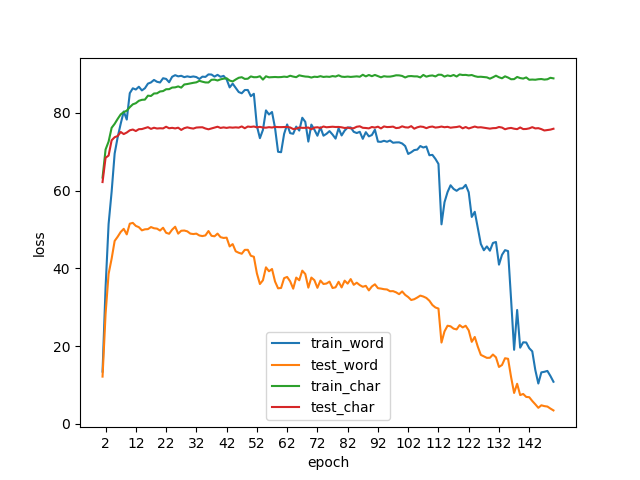 80
60
40
20
0
loss
train_word
test_word
train_char
test_char
2 12 22 32 42 52 62 72 82 92 102 112 122 132 142
epoch